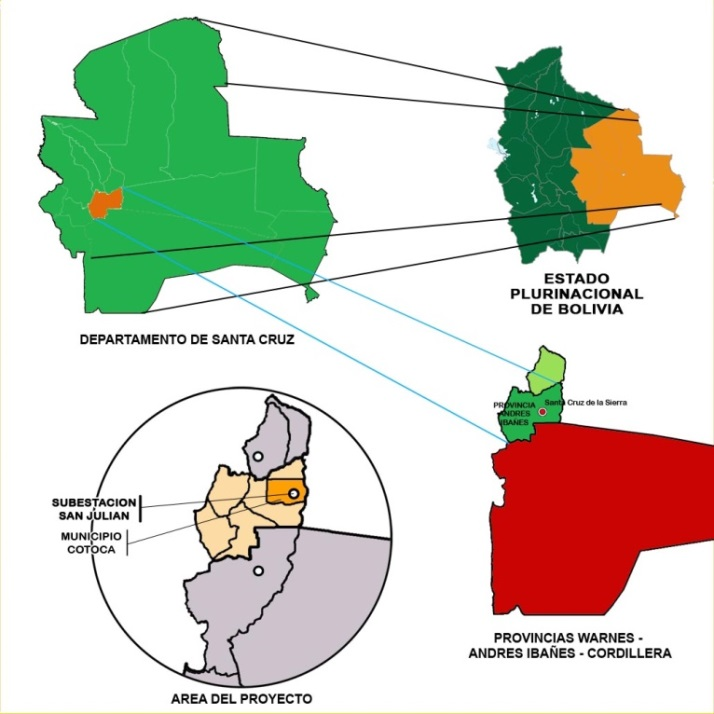 ESTADO
PLURINACIONAL
DE BOLIVIA
DEPARTAMENTO DE SANTA CRUZ
PROVINCIA
ANDRES
IBAÑES
Santa Cruz de la Sierra
SUBESTACION
SAN JULIAN
MUNICIPIO
COTOCA
PROVINCIAS WARNES -
ANDRES IBAÑES - CORDILLERA
AREA DEL PROYECTO